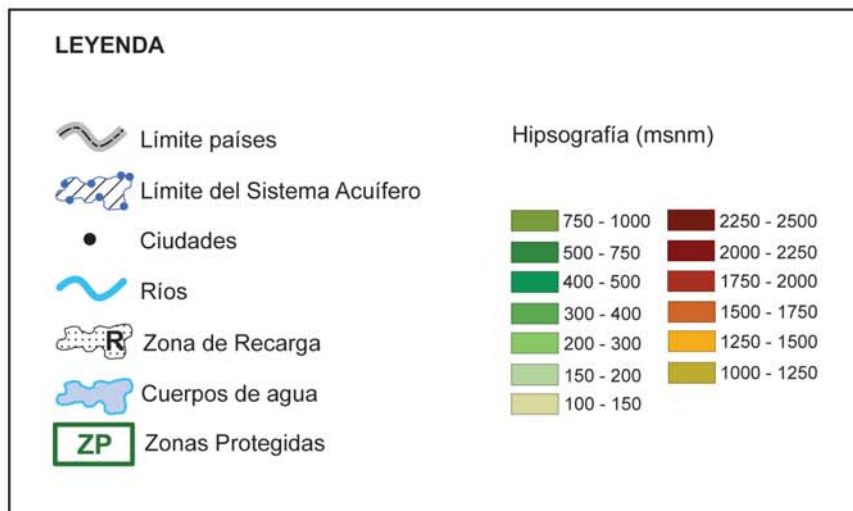 LEYENDA
Límite países
Límite del Sistema Acuífero
Ciudades
Ríos
R Zona de Recarga
Cuerpos de agua
ZP Zonas Protegidas
Hipsografía (msnm)
750 - 1000
500 - 750
400 - 500
300 - 400
200 - 300
150 - 200
100 - 150
2250 - 2500
2000 - 2250
1750 - 2000
1500 - 1750
1250 - 1500
1000 - 1250